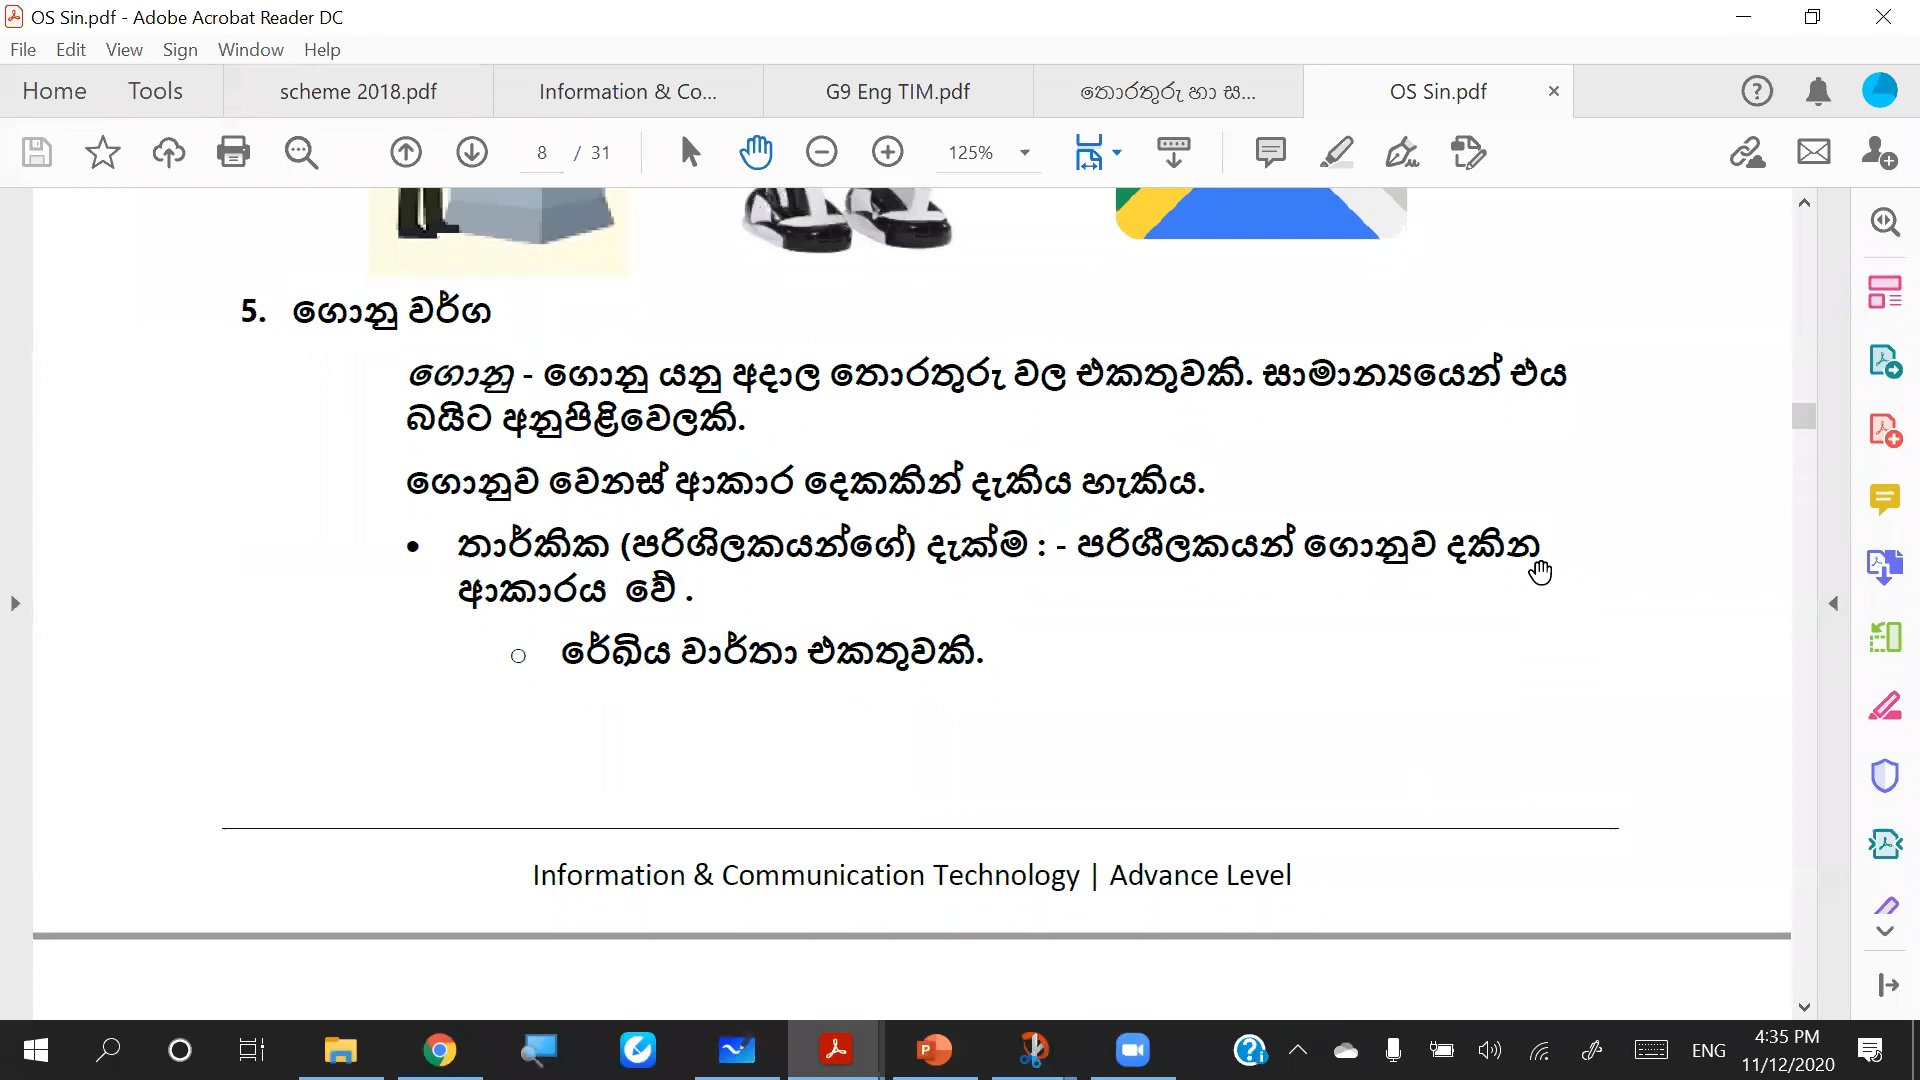 OS Sin.pdf - Adobe Acrobat Reader DC
File Edit View Sign Window Help
Home Tools scheme 2018.pdf Information & Co... G9 Eng TIM.pdf තොරතුරු හා ස... OS Sin.pdf
8 / 31 125%
5. ගොනු වර්ග
ගොනු - ගොනු යනු අදාල තොරතුරු වල එකතුවකි. සාමාන්‍යයෙන් එය
බයිට අනුපිළිවෙලකි.
ගොනුව වෙනස් ආකාර දෙකකින් දැකිය හැකිය.
• තාර්කික (පරිශිලකයන්ගේ) දැක්ම : - පරිශීලකයන් ගොනුව දකින
ආකාරය වේ .
○ රේඛිය වාර්තා එකතුවකි.
Information & Communication Technology | Advance Level
ENG
4:35 PM
11/12/2020